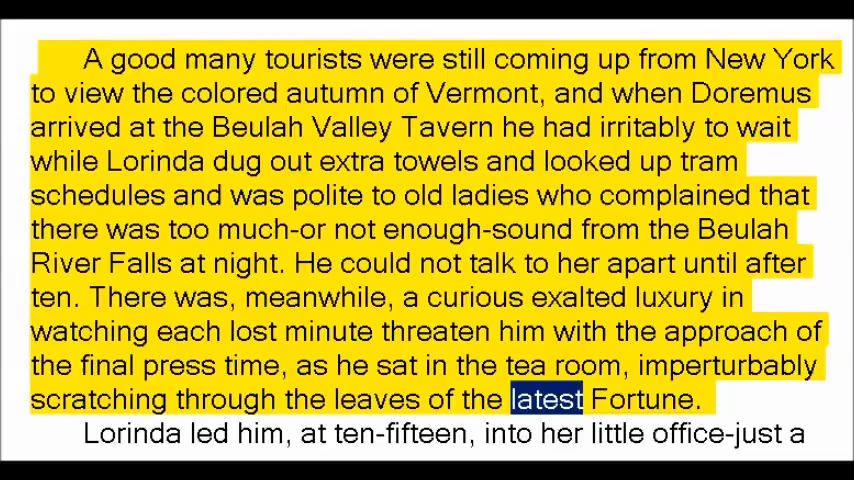 A good many tourists were still coming up from New York
to view the colored autumn of Vermont, and when Doremus
arrived at the Beulah Valley Tavern he had irritably to wait
while Lorinda dug out extra towels and looked up tram
schedules and was polite to old ladies who complained that
there was too much-or not enough-sound from the Beulah
River Falls at night. He could not talk to her apart until after
ten. There was, meanwhile, a curious exalted luxury in
watching each lost minute threaten him with the approach of
the final press time, as he sat in the tea room, imperturbably
scratching through the leaves of the latest Fortune.
Lorinda led him, at ten-fifteen, into her little office-just a